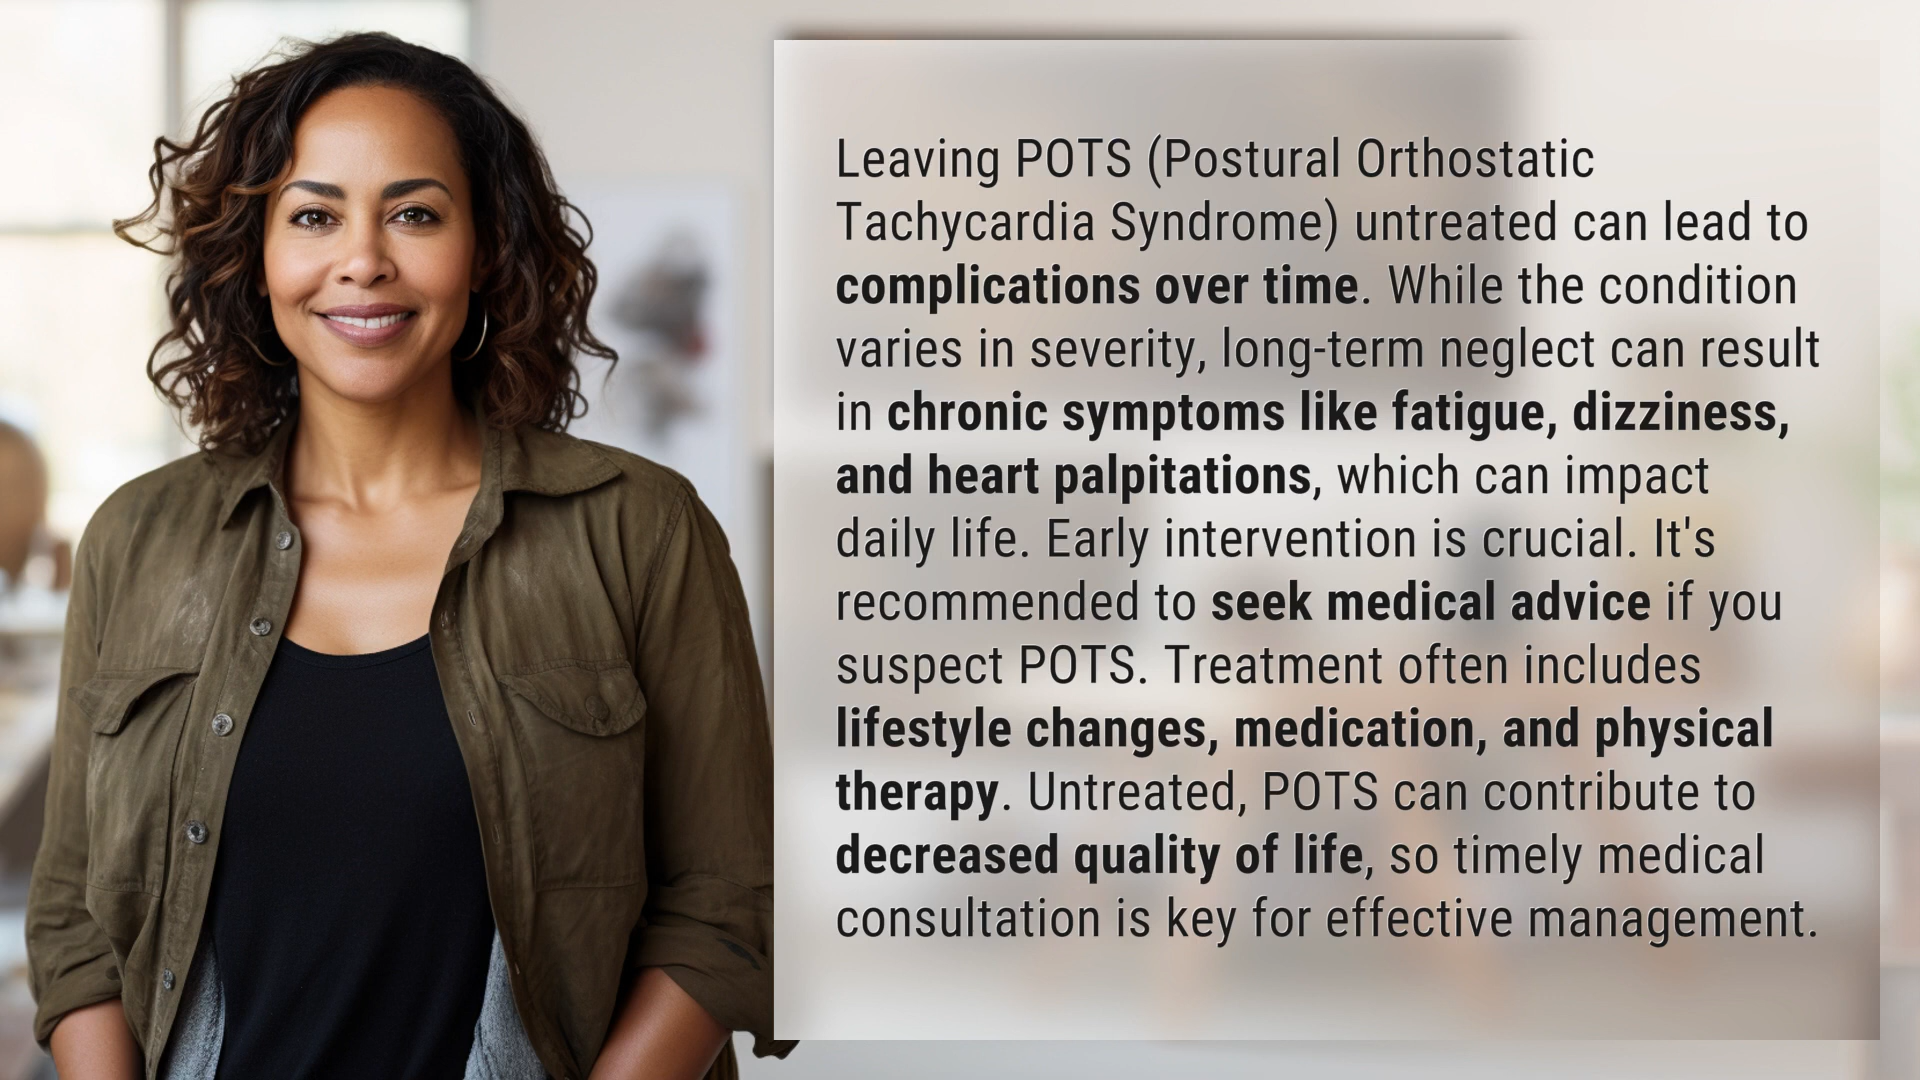 Leaving POTS (Postural Orthostatic
Tachycardia Syndrome) untreated can lead to
complications over time. While the condition
varies in severity, long-term neglect can result
in chronic symptoms like fatigue, dizziness,
and heart palpitations, which can impact
daily life. Early intervention is crucial. It's
recommended to seek medical advice if you
suspect POTS. Treatment often includes
lifestyle changes, medication, and physical
therapy. Untreated, POTS can contribute to
decreased quality of life, so timely medical
consultation is key for effective management.